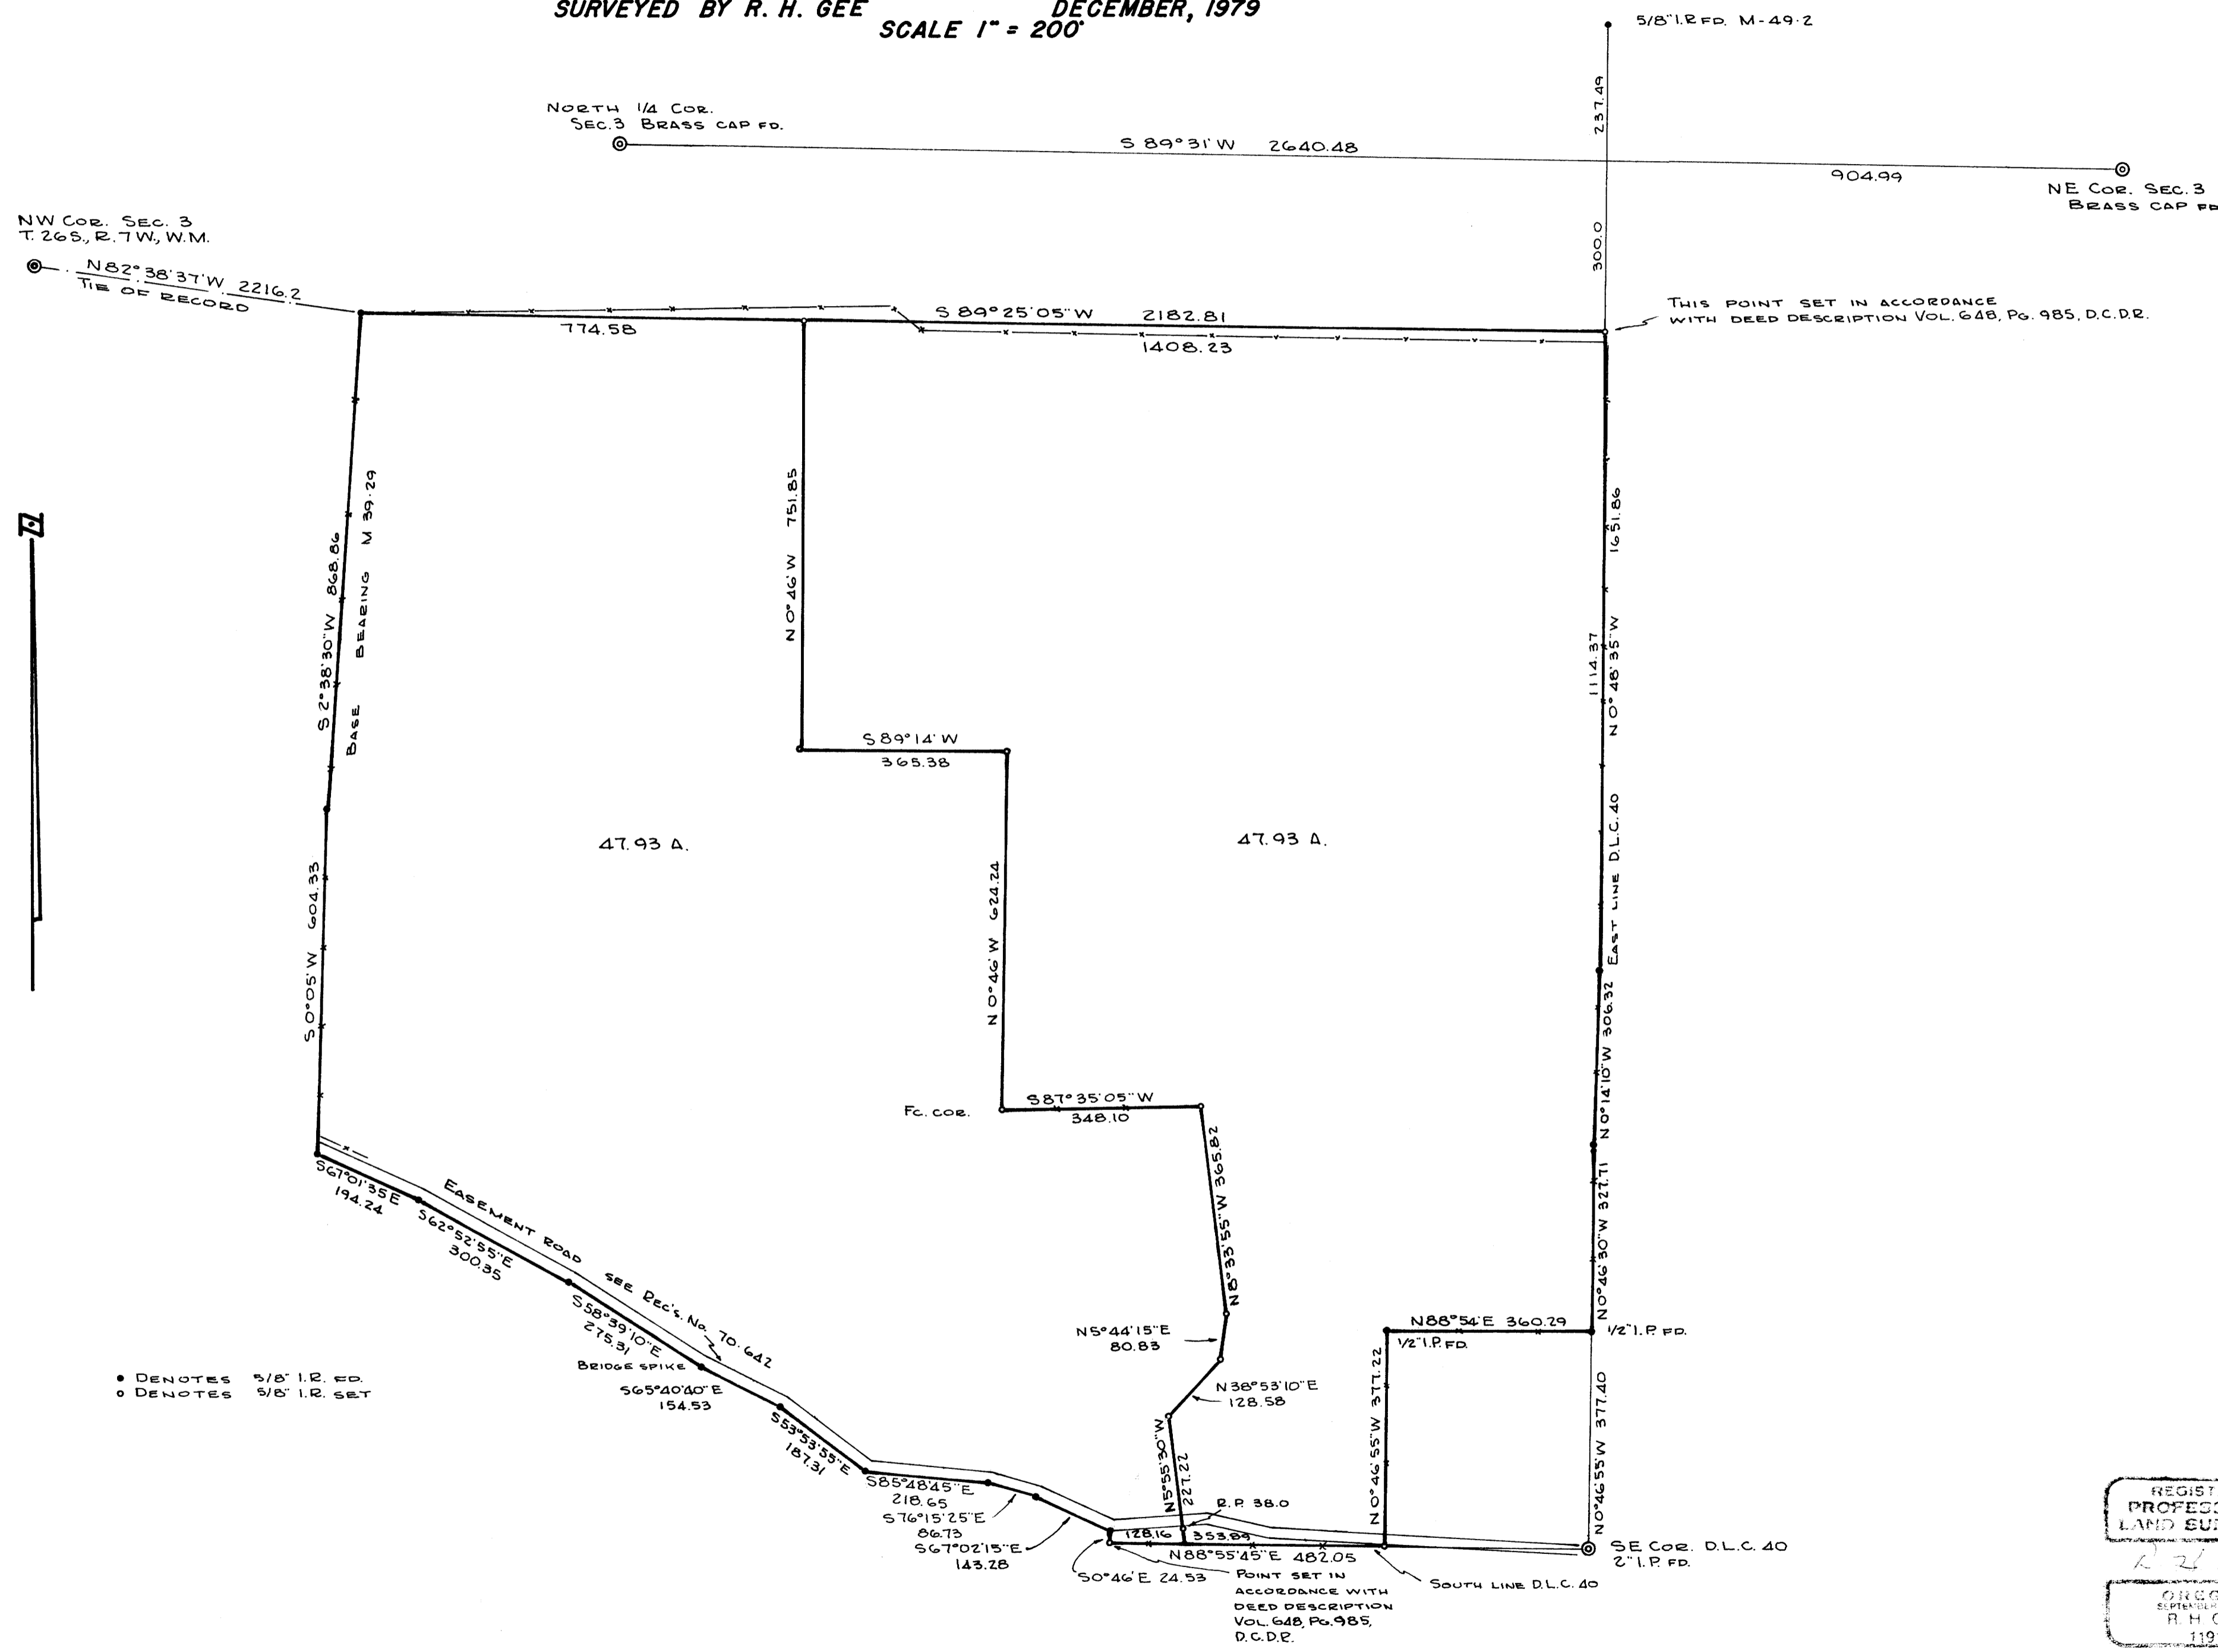 SURVEYED BY R. H. GEE DECEMBER, 1979
SCALE 1" = 200'
5/8" I.P. FD. M-49-2
237.49
NORTH 1/4 COR.
SEC. 3 BRASS CAP FD.
S 89°31' W 2640.48
904.99
NE COR. SEC. 3
BRASS CAP FD
NW COR. SEC. 3
T. 26 S., R. 7 W., W.M.
N 82°38'37" W 2216.2
TIE OF RECORD
300.0
THIS POINT SET IN ACCORDANCE
WITH DEED DESCRIPTION VOL. 648, PG. 985, D.C.D.R.
S 89°25'05" W 2182.81
774.58
1408.23
S 2°38'30" W 868.86
BASE BEARING M 39-29
N 0°46' W 751.85
1651.86
1114.37
N 0°48'35" W
EAST LINE D.L.C. 40
S 89°14' W
365.38
47.93 A.
47.93 A.
S 0°05' W 604.33
N 0°46' W 624.24
N 0°14'10" W 306.32
FC. COR.
S 87°35'05" W
348.10
N 8°33'55" W 365.82
N 0°46'30" W 327.71
S 67°01'35 E
194.24
S 62°52'55" E
300.35
EASEMENT ROAD SEE REC'S. NO. 70-642
S 58°39'10" E
275.31
BRIDGE SPIKE
S 65°40'40" E
154.53
S 53°53'55" E
187.31
N 5°44'15" E
80.83
N 88°54' E 360.29
1/2" I.P. FD.
1/2" I.P. FD.
N 38°53'10" E
128.58
N 0°46'55" W 377.22
N 0°46'55" W 377.40
● DENOTES 5/8" I.R. FD.
○ DENOTES 5/8" I.R. SET
S 85°48'45" E
218.65
S 76°15'25" E
86.73
S 67°02'15" E
143.28
N 5°55'30" W
227.22
R.P. 38.0
128.16 353.89
N 88°55'45" E 482.05
S 0°46' E 24.53
POINT SET IN
ACCORDANCE WITH
DEED DESCRIPTION
VOL. 648, PG. 985,
D.C.D.R.
SOUTH LINE D.L.C. 40
SE COR. D.L.C. 40
2" I.P. FD.
REGIST
PROFESS
LAND SU
OREG
R. H. G
119